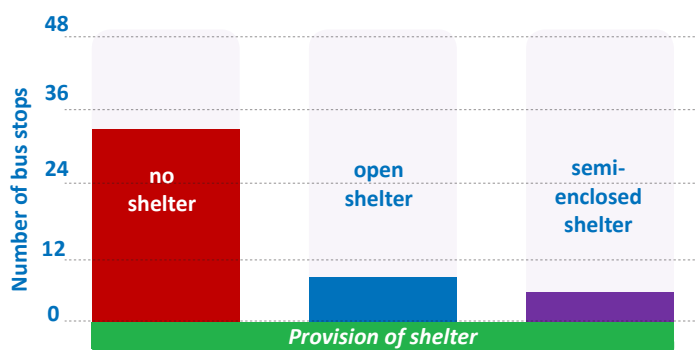 48
36
24
12
0
Number of bus stops
no
shelter
open
shelter
semi-
enclosed
shelter
Provision of shelter